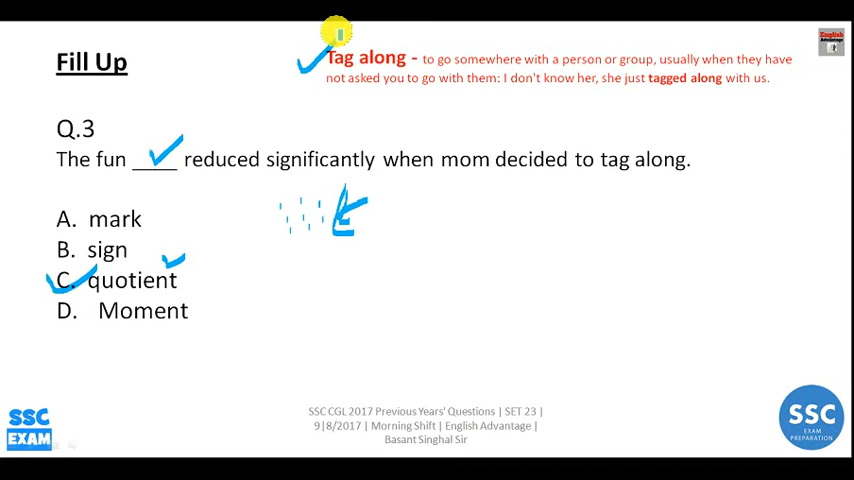 Fill Up
Tag along - to go somewhere with a person or group, usually when they have
not asked you to go with them: I don't know her, she just tagged along with us.
English
Advantage
Q.3
The fun ____ reduced significantly when mom decided to tag along.
A. mark
B. sign
C. quotient
D. Moment
SSC
EXAM
SSC CGL 2017 Previous Years' Questions | SET 23 |
9|8/2017 | Morning Shift | English Advantage |
Basant Singhal Sir
SSC
EXAM
PREPARATION